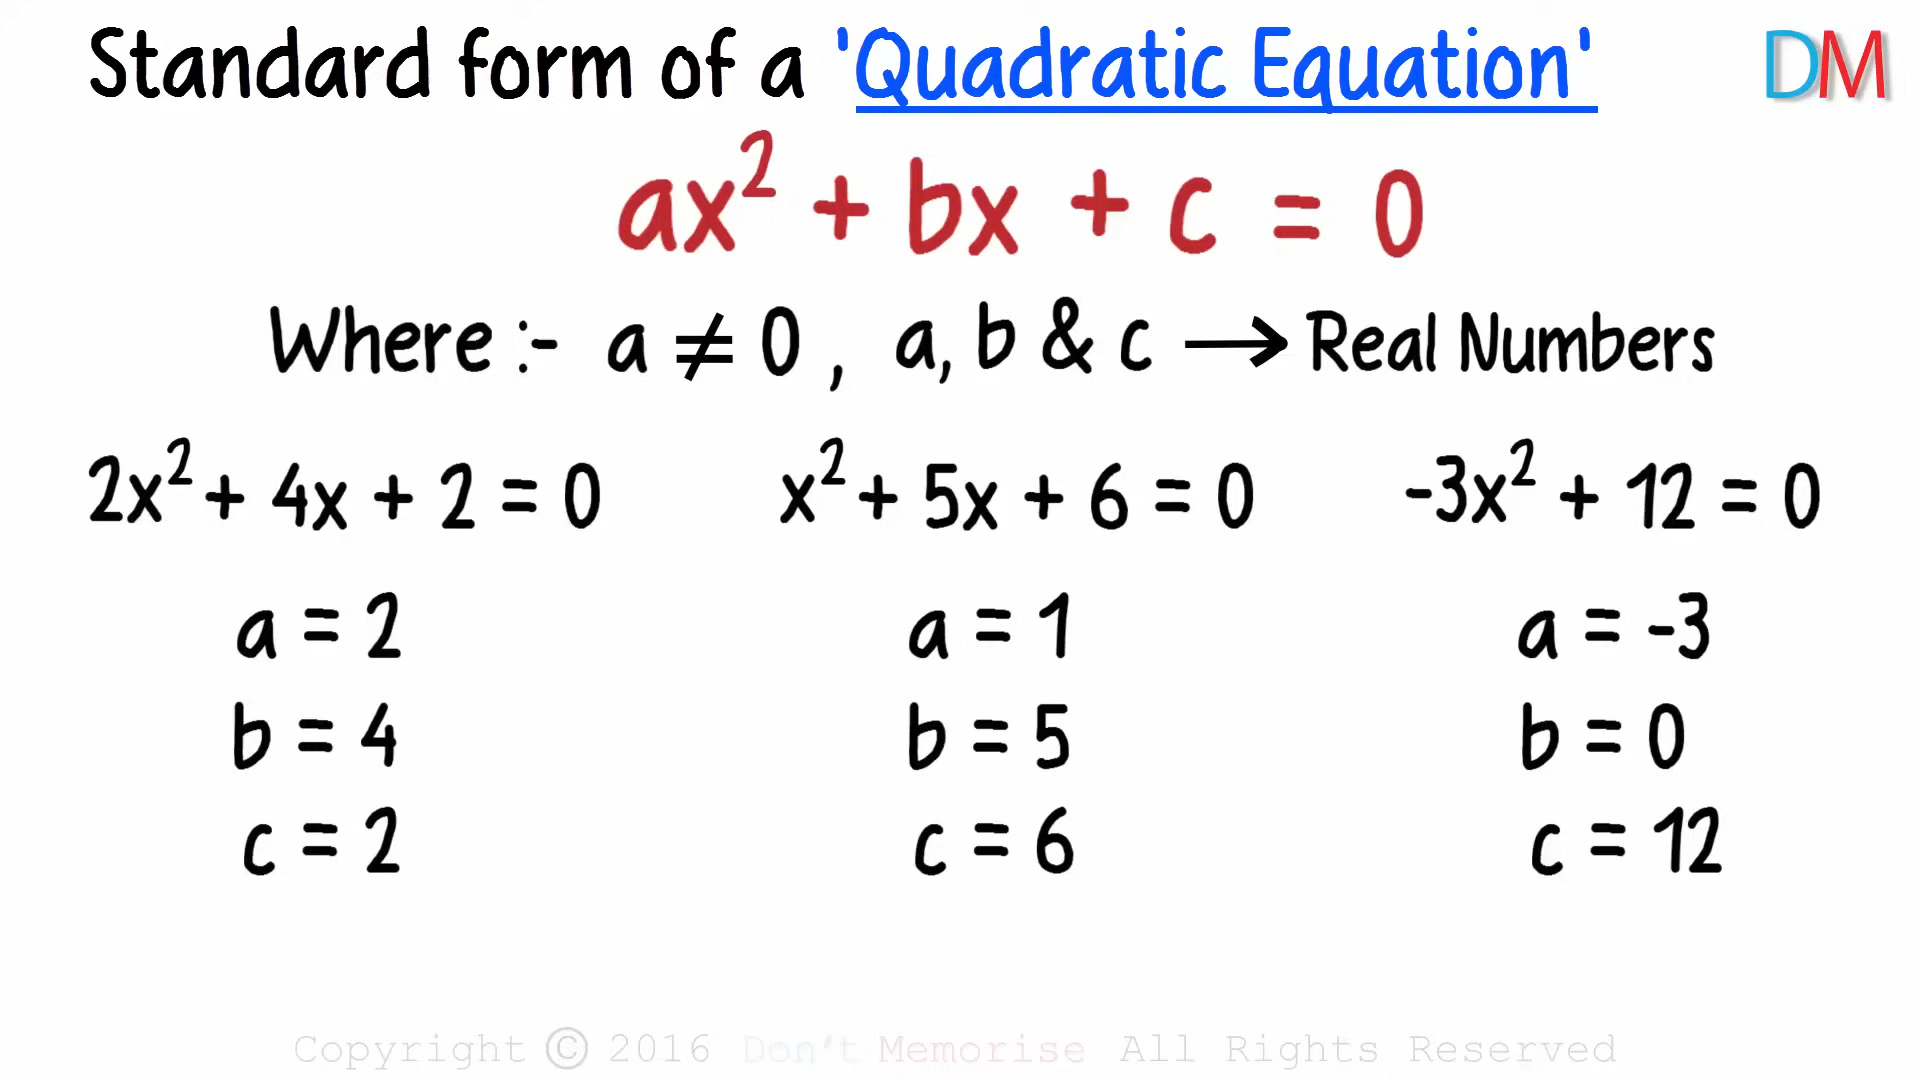 Standard form of a 'Quadratic Equation'
DM
ax² + bx + c = 0
Where :- a ≠ 0 , a, b & c → Real Numbers
2x² + 4x + 2 = 0
x² + 5x + 6 = 0
-3x² + 12 = 0
a = 2
a = 1
a = -3
b = 4
b = 5
b = 0
c = 2
c = 6
c = 12
Copyright © 2016 Don't Memorise All Rights Reserved